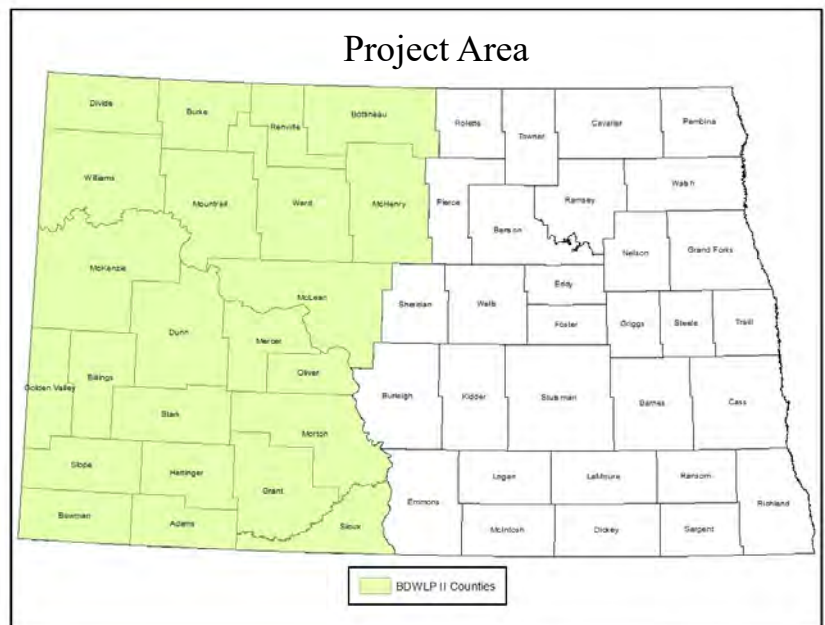 Project Area
Divide
Burke
Renville
Bottineau
Rolette
Towner
Cavalier
Pembina
Williams
Mountrail
Ward
McHenry
Pierce
Benson
Ramsey
Walsh
Nelson
Grand Forks
McKenzie
McLean
Sheridan
Wells
Eddy
Foster
Griggs
Steele
Traill
Dunn
Mercer
Oliver
Golden Valley
Billings
Stark
Morton
Burleigh
Kidder
Stutsman
Barnes
Cass
Slope
Hettinger
Grant
Emmons
Logan
LaMoure
Ransom
Richland
Bowman
Adams
Sioux
McIntosh
Dickey
Sargent
BDWLP II Counties